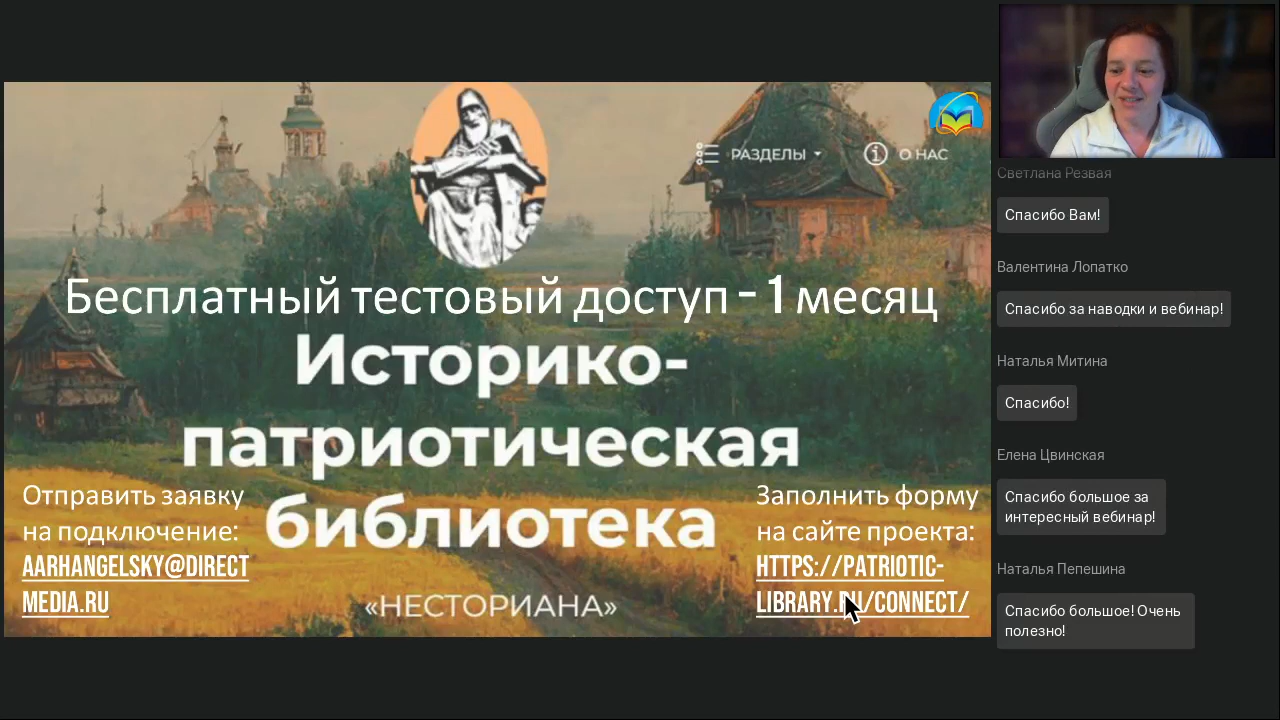 РАЗДЕЛЫ
О НАС
Бесплатный тестовый доступ - 1 месяц
Историко-
патриотическая
библиотека
«НЕСТОРИАНА»
Отправить заявку
на подключение:
AARHANGELSKY@DIRECT
MEDIA.RU
Заполнить форму
на сайте проекта:
HTTPS://PATRIOTIC-
LIBRARY.RU/CONNECT/
Светлана Резвая
Спасибо Вам!
Валентина Лопатко
Спасибо за наводки и вебинар!
Наталья Митина
Спасибо!
Елена Цвинская
Спасибо большое за
интересный вебинар!
Наталья Пепешина
Спасибо большое! Очень
полезно!